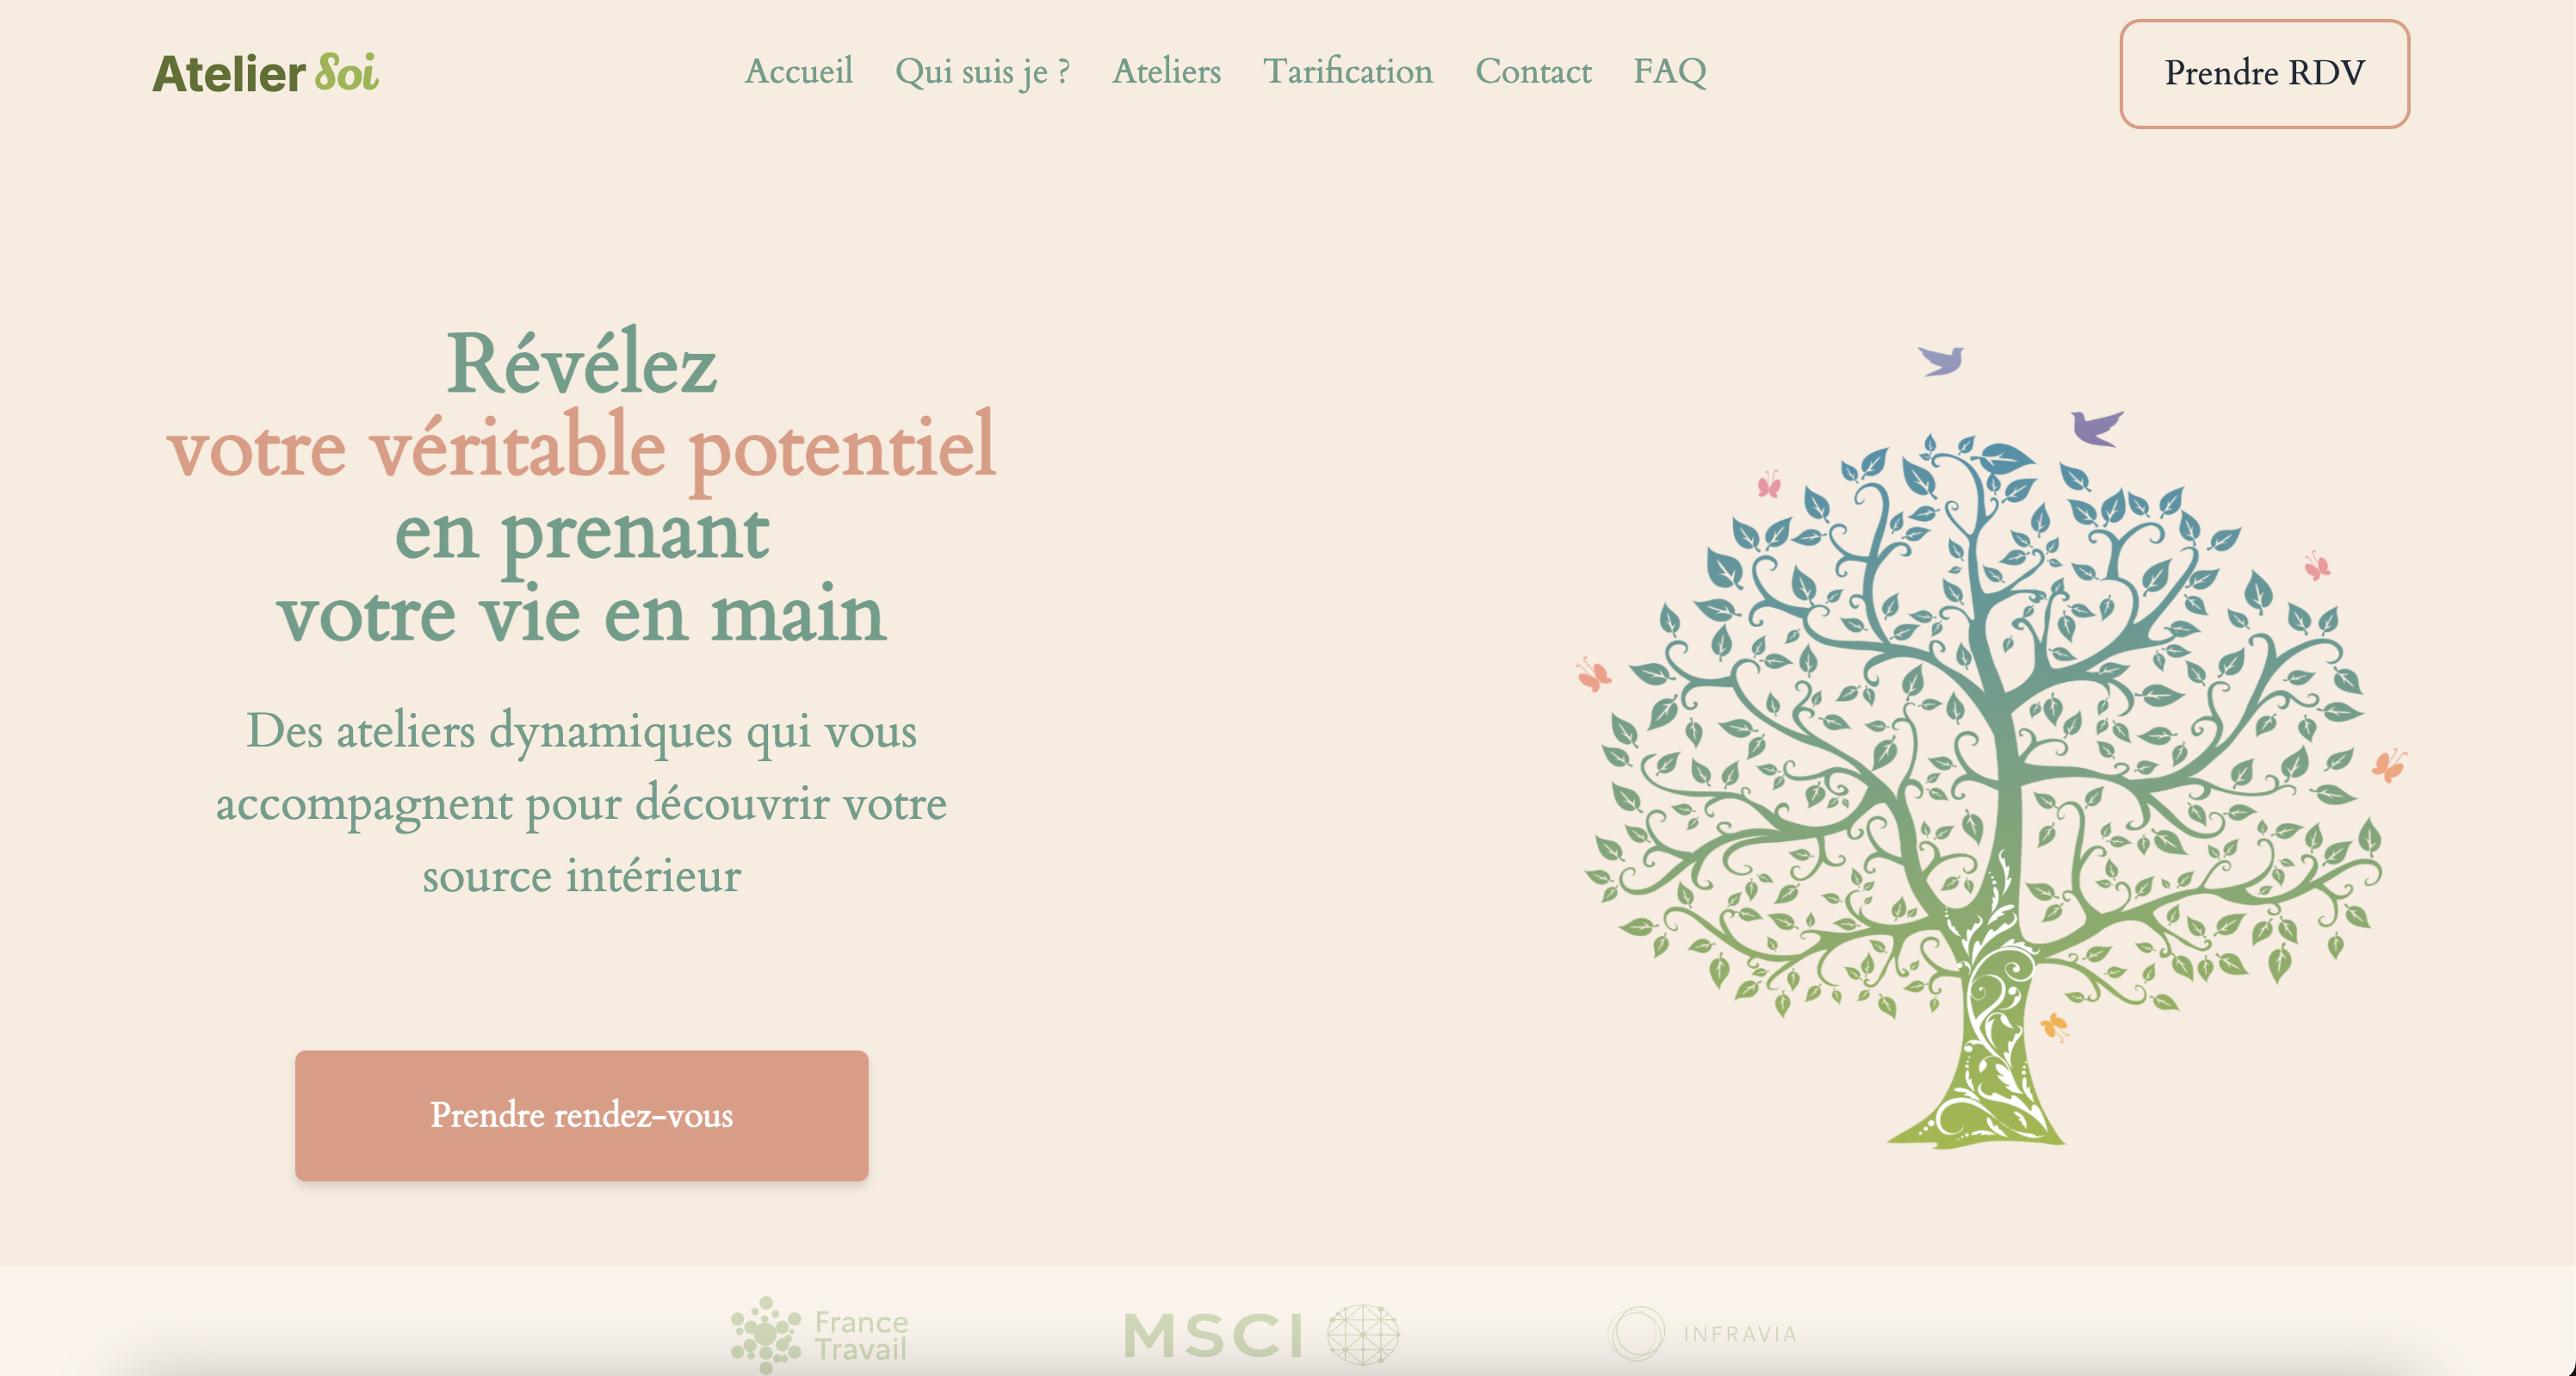 Atelier Soi
Accueil Qui suis je ? Ateliers Tarification Contact FAQ
Prendre RDV
Révélez
votre véritable potentiel
en prenant
votre vie en main
Des ateliers dynamiques qui vous
accompagnent pour découvrir votre
source intérieur
Prendre rendez-vous
France
Travail
MSCI
INFRAVIA